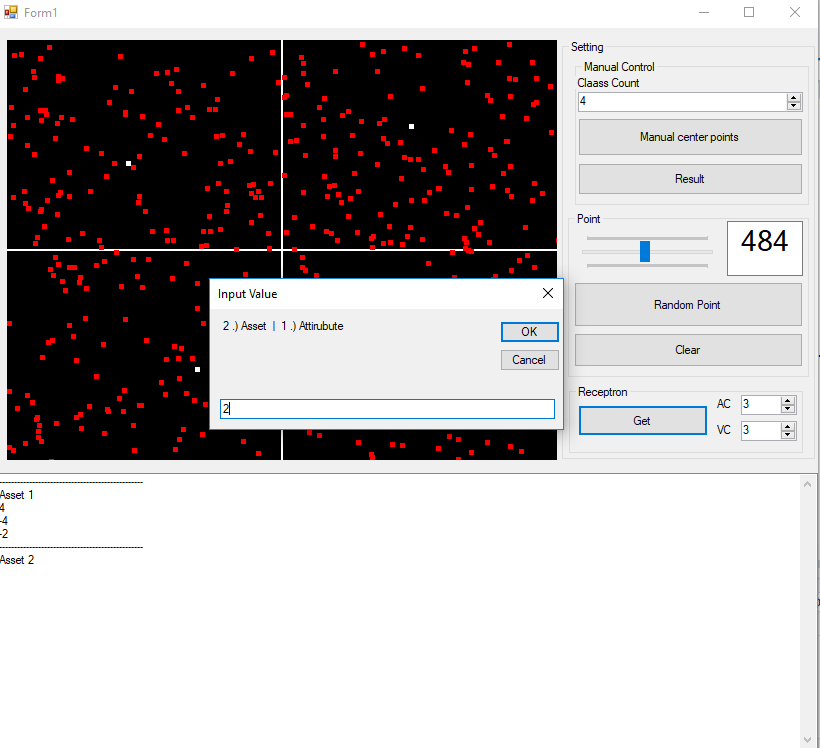 Form1
Setting
Manual Control
Claass Count
4
Manual center points
Result
Point
484
Random Point
Clear
Receptron
Get
AC 3
VC 3
Input Value
2 .) Asset | 1 .) Attirubute
OK
Cancel
2
------------------------------------------------
Asset 1
4
-4
-2
------------------------------------------------
Asset 2